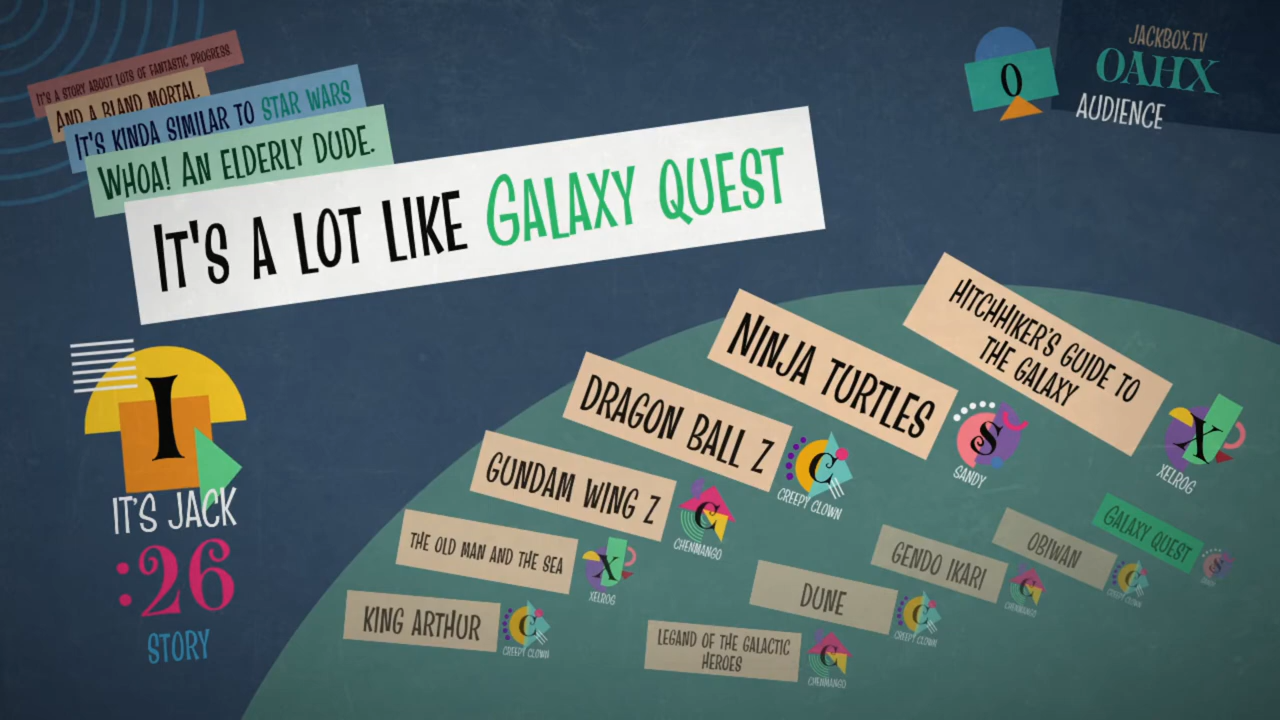 IT'S A STORY ABOUT LOTS OF FANTASTIC PROGRESS.
AND A BLAND MORTAL.
IT'S KINDA SIMILAR TO STAR WARS
WHOA! AN ELDERLY DUDE.
IT'S A LOT LIKE GALAXY QUEST
0
AUDIENCE
JACKBOX.TV
OAHX
I
IT'S JACK
:26
STORY
HITCHHIKER'S GUIDE TO
THE GALAXY
X
XELROG
NINJA TURTLES
S
SANDY
DRAGON BALL Z
C
CREEPY CLOWN
GUNDAM WING Z
C
CHENMANGO
THE OLD MAN AND THE SEA
X
XELROG
KING ARTHUR
C
CREEPY CLOWN
GALAXY QUEST
S
SANDY
OBIWAN
C
CREEPY CLOWN
GENDO IKARI
C
CHENMANGO
DUNE
C
CREEPY CLOWN
LEGAND OF THE GALACTIC
HEROES
C
CHENMANGO